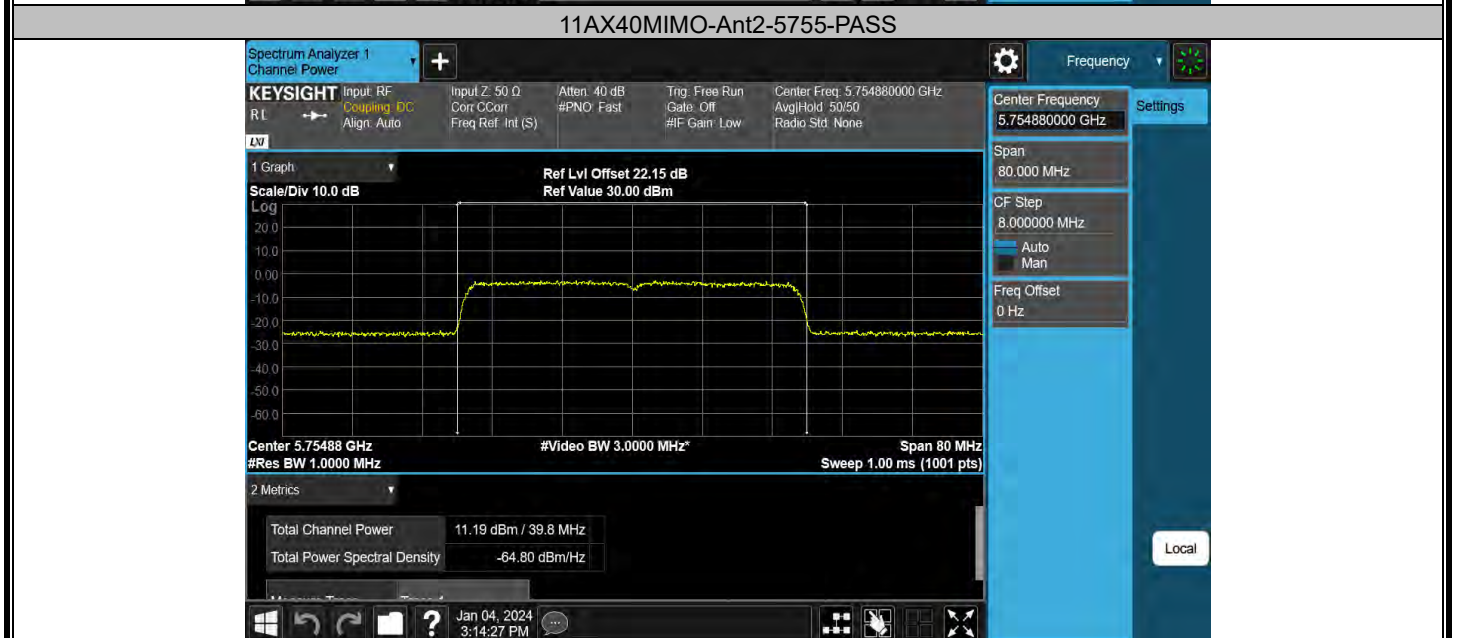 11AX40MIMO-Ant2-5755-PASS
Spectrum Analyzer 1
Channel Power
+
Frequency
KEYSIGHT
RL
LXI
Input: RF
Coupling: DC
Align: Auto
Input Z: 50 Ω
Corr CCorr
Freq Ref: Int (S)
Atten: 40 dB
#PNO: Fast
Trig: Free Run
Gate: Off
#IF Gain: Low
Center Freq: 5.754880000 GHz
Avg|Hold: 50/50
Radio Std: None
Center Frequency
5.754880000 GHz
Settings
Span
80.000 MHz
CF Step
8.000000 MHz
Auto
Man
Freq Offset
0 Hz
1 Graph
Scale/Div 10.0 dB
Ref Lvl Offset 22.15 dB
Ref Value 30.00 dBm
Log
20.0
10.0
0.00
-10.0
-20.0
-30.0
-40.0
-50.0
-60.0
Center 5.75488 GHz
#Video BW 3.0000 MHz*
Span 80 MHz
#Res BW 1.0000 MHz
Sweep 1.00 ms (1001 pts)
2 Metrics
Total Channel Power 11.19 dBm / 39.8 MHz
Total Power Spectral Density -64.80 dBm/Hz
Local
?
Jan 04, 2024
3:14:27 PM